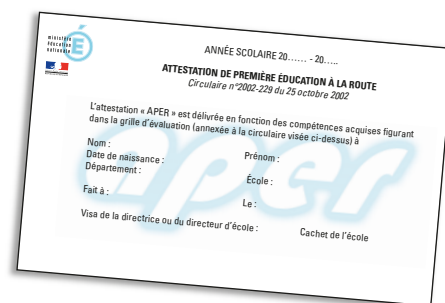 ministère
éducation
nationale
ANNÉE SCOLAIRE 20...... - 20.....
ATTESTATION DE PREMIÈRE ÉDUCATION À LA ROUTE
Circulaire n°2002-229 du 25 octobre 2002
L'attestation « APER » est délivrée en fonction des compétences acquises figurant
dans la grille d'évaluation (annexée à la circulaire visée ci-dessus) à
Nom : Prénom :
Date de naissance :
Département : École :
Fait à : Le :
Visa de la directrice ou du directeur d'école : Cachet de l'école
aper